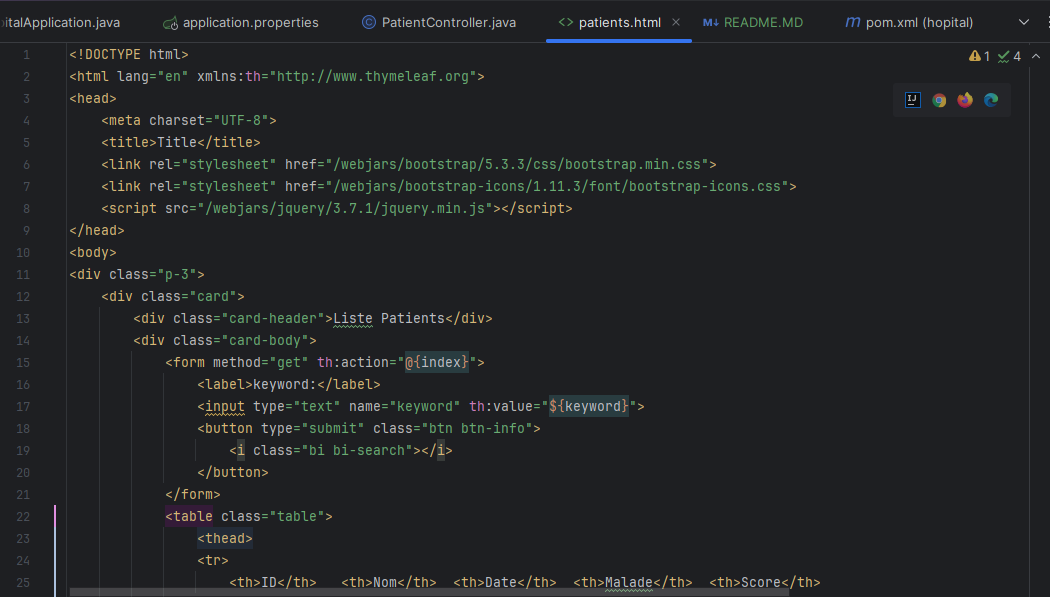 italApplication.java application.properties PatientController.java patients.html README.MD pom.xml (hopital)
1 <!DOCTYPE html>
2 <html lang="en" xmlns:th="http://www.thymeleaf.org">
3 <head>
4 <meta charset="UTF-8">
5 <title>Title</title>
6 <link rel="stylesheet" href="/webjars/bootstrap/5.3.3/css/bootstrap.min.css">
7 <link rel="stylesheet" href="/webjars/bootstrap-icons/1.11.3/font/bootstrap-icons.css">
8 <script src="/webjars/jquery/3.7.1/jquery.min.js"></script>
9 </head>
10 <body>
11 <div class="p-3">
12 <div class="card">
13 <div class="card-header">Liste Patients</div>
14 <div class="card-body">
15 <form method="get" th:action="@{index}">
16 <label>keyword:</label>
17 <input type="text" name="keyword" th:value="${keyword}">
18 <button type="submit" class="btn btn-info">
19 <i class="bi bi-search"></i>
20 </button>
21 </form>
22 <table class="table">
23 <thead>
24 <tr>
25 <th>ID</th> <th>Nom</th> <th>Date</th> <th>Malade</th> <th>Score</th>
1 4